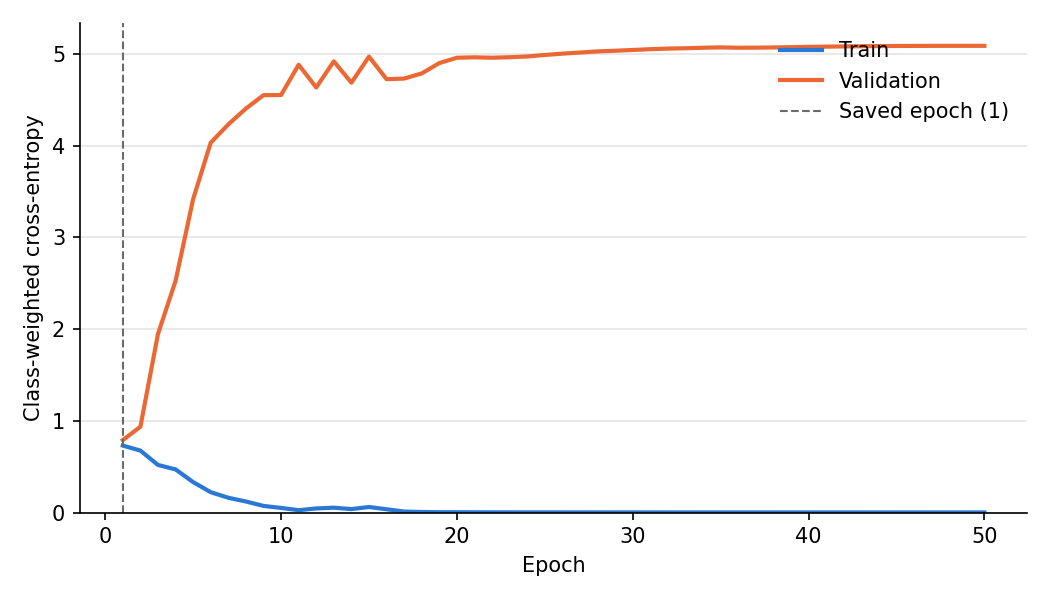 5
4
3
2
1
0
Class-weighted cross-entropy
Train
Validation
Saved epoch (1)
0 10 20 30 40 50
Epoch